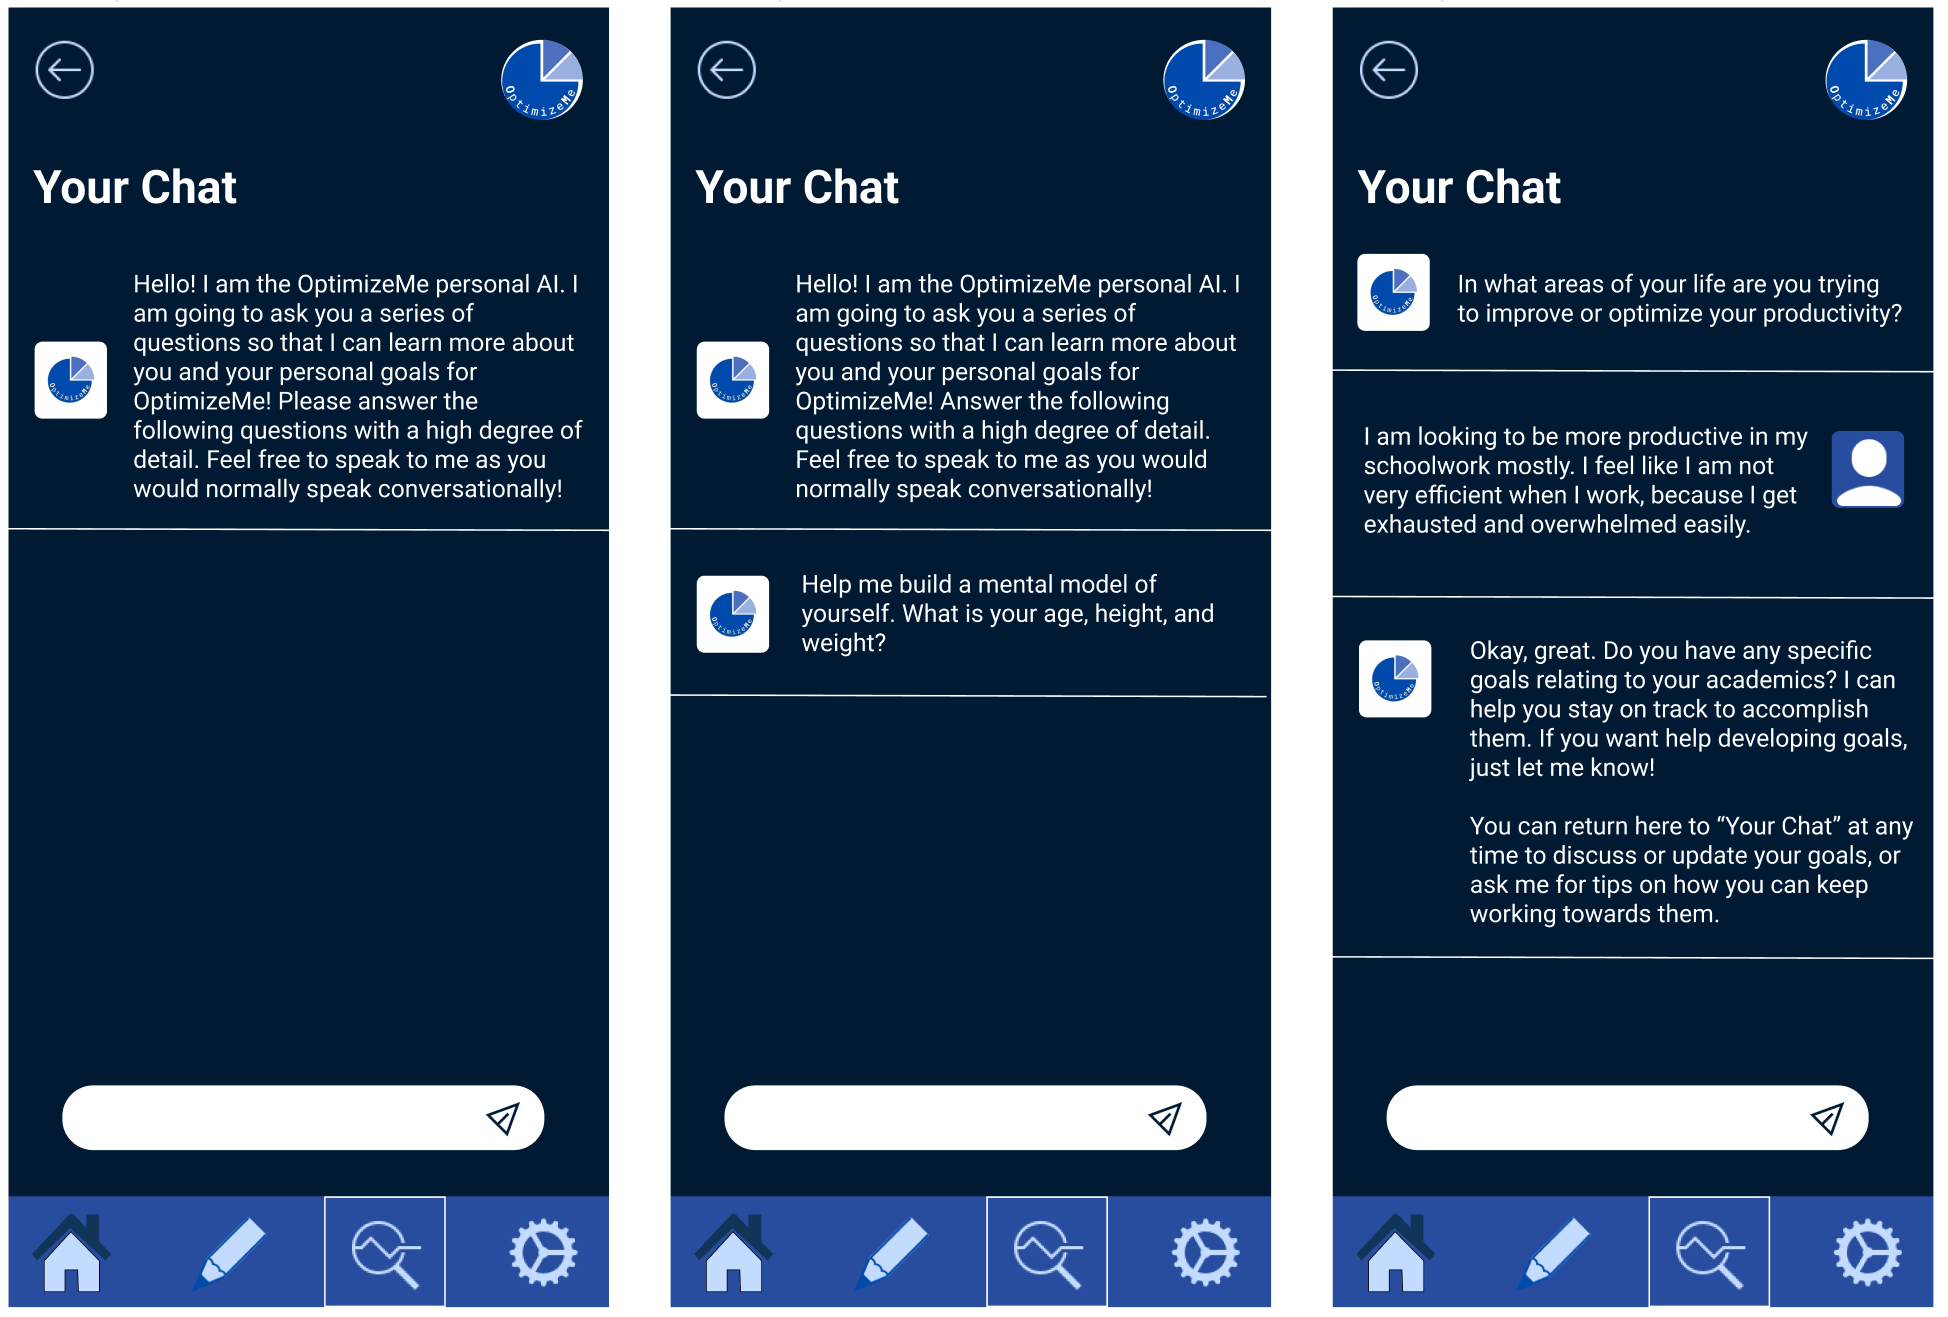 OptimizeMe
Your Chat
Hello! I am the OptimizeMe personal AI. I
am going to ask you a series of
questions so that I can learn more about
you and your personal goals for
OptimizeMe! Please answer the
following questions with a high degree of
detail. Feel free to speak to me as you
would normally speak conversationally!
OptimizeMe
OptimizeMe
Your Chat
Hello! I am the OptimizeMe personal AI. I
am going to ask you a series of
questions so that I can learn more about
you and your personal goals for
OptimizeMe! Answer the following
questions with a high degree of detail.
Feel free to speak to me as you would
normally speak conversationally!
OptimizeMe
Help me build a mental model of
yourself. What is your age, height, and
weight?
OptimizeMe
OptimizeMe
Your Chat
In what areas of your life are you trying
to improve or optimize your productivity?
OptimizeMe
I am looking to be more productive in my
schoolwork mostly. I feel like I am not
very efficient when I work, because I get
exhausted and overwhelmed easily.
Okay, great. Do you have any specific
goals relating to your academics? I can
help you stay on track to accomplish
them. If you want help developing goals,
just let me know!
You can return here to “Your Chat” at any
time to discuss or update your goals, or
ask me for tips on how you can keep
working towards them.
OptimizeMe